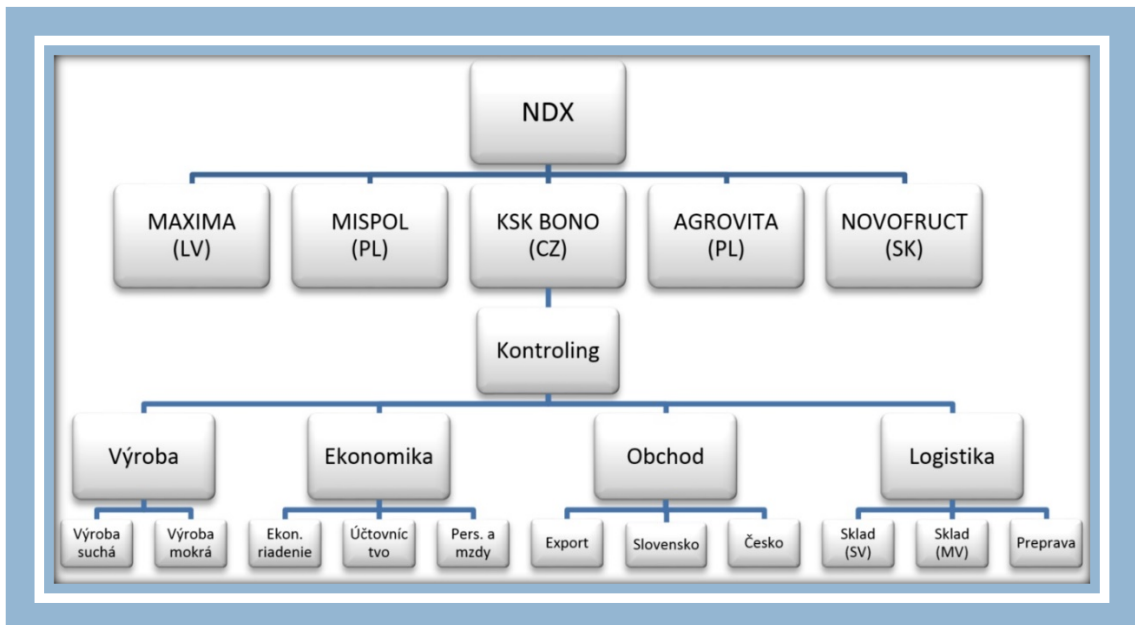 NDX
MAXIMA
(LV)
MISPOL
(PL)
KSK BONO
(CZ)
AGROVITA
(PL)
NOVOFRUCT
(SK)
Kontroling
Výroba
Ekonomika
Obchod
Logistika
Výroba
suchá
Výroba
mokrá
Ekon.
riadenie
Účtovníc
tvo
Pers. a
mzdy
Export
Slovensko
Česko
Sklad
(SV)
Sklad
(MV)
Preprava